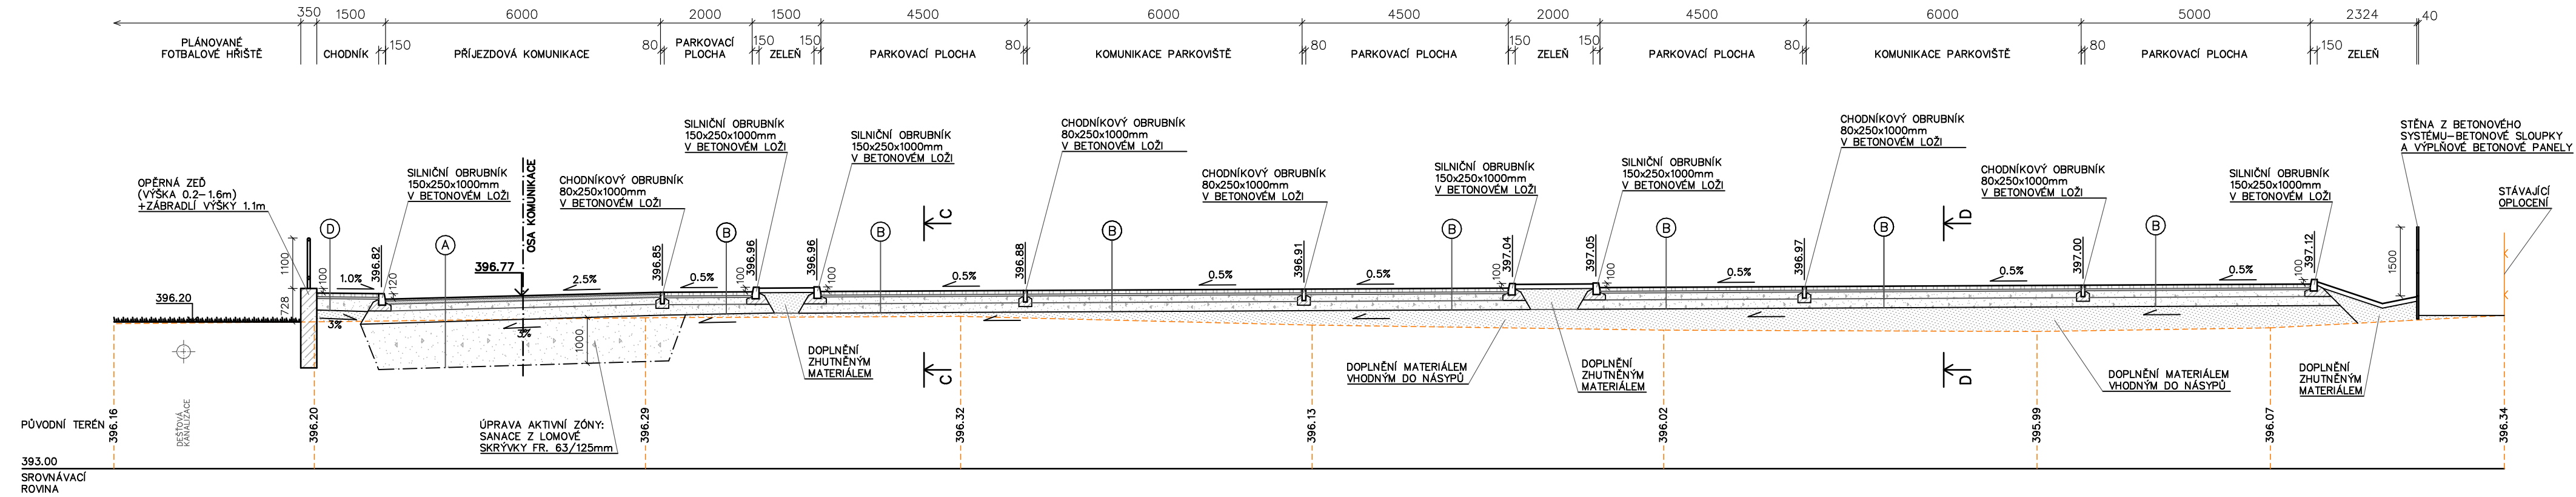 350 1500 6000 2000 1500 4500 6000 4500 2000 4500 6000 5000 2324 40
PLÁNOVANÉ
FOTBALOVÉ HŘIŠTĚ
CHODNÍK
150
PŘÍJEZDOVÁ KOMUNIKACE
80
PARKOVACÍ
PLOCHA
150
ZELEŇ
150
PARKOVACÍ PLOCHA
80
KOMUNIKACE PARKOVIŠTĚ
80
PARKOVACÍ PLOCHA
150
ZELEŇ
150
PARKOVACÍ PLOCHA
80
KOMUNIKACE PARKOVIŠTĚ
80
PARKOVACÍ PLOCHA
150
ZELEŇ
OPĚRNÁ ZEĎ
(VÝŠKA 0.2–1.6m)
+ZÁBRADLÍ VÝŠKY 1.1m
SILNIČNÍ OBRUBNÍK
150x250x1000mm
V BETONOVÉM LOŽI
OSA KOMUNIKACE
CHODNÍKOVÝ OBRUBNÍK
80x250x1000mm
V BETONOVÉM LOŽI
SILNIČNÍ OBRUBNÍK
150x250x1000mm
V BETONOVÉM LOŽI
SILNIČNÍ OBRUBNÍK
150x250x1000mm
V BETONOVÉM LOŽI
CHODNÍKOVÝ OBRUBNÍK
80x250x1000mm
V BETONOVÉM LOŽI
CHODNÍKOVÝ OBRUBNÍK
80x250x1000mm
V BETONOVÉM LOŽI
SILNIČNÍ OBRUBNÍK
150x250x1000mm
V BETONOVÉM LOŽI
SILNIČNÍ OBRUBNÍK
150x250x1000mm
V BETONOVÉM LOŽI
CHODNÍKOVÝ OBRUBNÍK
80x250x1000mm
V BETONOVÉM LOŽI
CHODNÍKOVÝ OBRUBNÍK
80x250x1000mm
V BETONOVÉM LOŽI
SILNIČNÍ OBRUBNÍK
150x250x1000mm
V BETONOVÉM LOŽI
STĚNA Z BETONOVÉHO
SYSTÉMU–BETONOVÉ SLOUPKY
A VÝPLŇOVÉ BETONOVÉ PANELY
STÁVAJÍCÍ
OPLOCENÍ
D
A
B
B
B
B
B
B
B
C
D
1100
728
100
1.0%
396.82
120
396.77
2.5%
396.85
0.5%
100
396.96
396.96
100
0.5%
396.88
0.5%
396.91
0.5%
100
397.04
397.05
100
0.5%
396.97
0.5%
397.00
0.5%
100
397.12
1500
396.20
3%
3%
1000
C
D
DOPLNĚNÍ
ZHUTNĚNÝM
MATERIÁLEM
DOPLNĚNÍ MATERIÁLEM
VHODNÝM DO NÁSYPŮ
DOPLNĚNÍ
ZHUTNĚNÝM
MATERIÁLEM
DOPLNĚNÍ MATERIÁLEM
VHODNÝM DO NÁSYPŮ
DOPLNĚNÍ
ZHUTNĚNÝM
MATERIÁLEM
DEŠŤOVÁ
KANALIZACE
ÚPRAVA AKTIVNÍ ZÓNY:
SANACE Z LOMOVÉ
SKRÝVKY FR. 63/125mm
PŮVODNÍ TERÉN
396.16
396.20
396.29
396.32
396.13
396.02
395.99
396.07
396.34
393.00
SROVNÁVACÍ
ROVINA